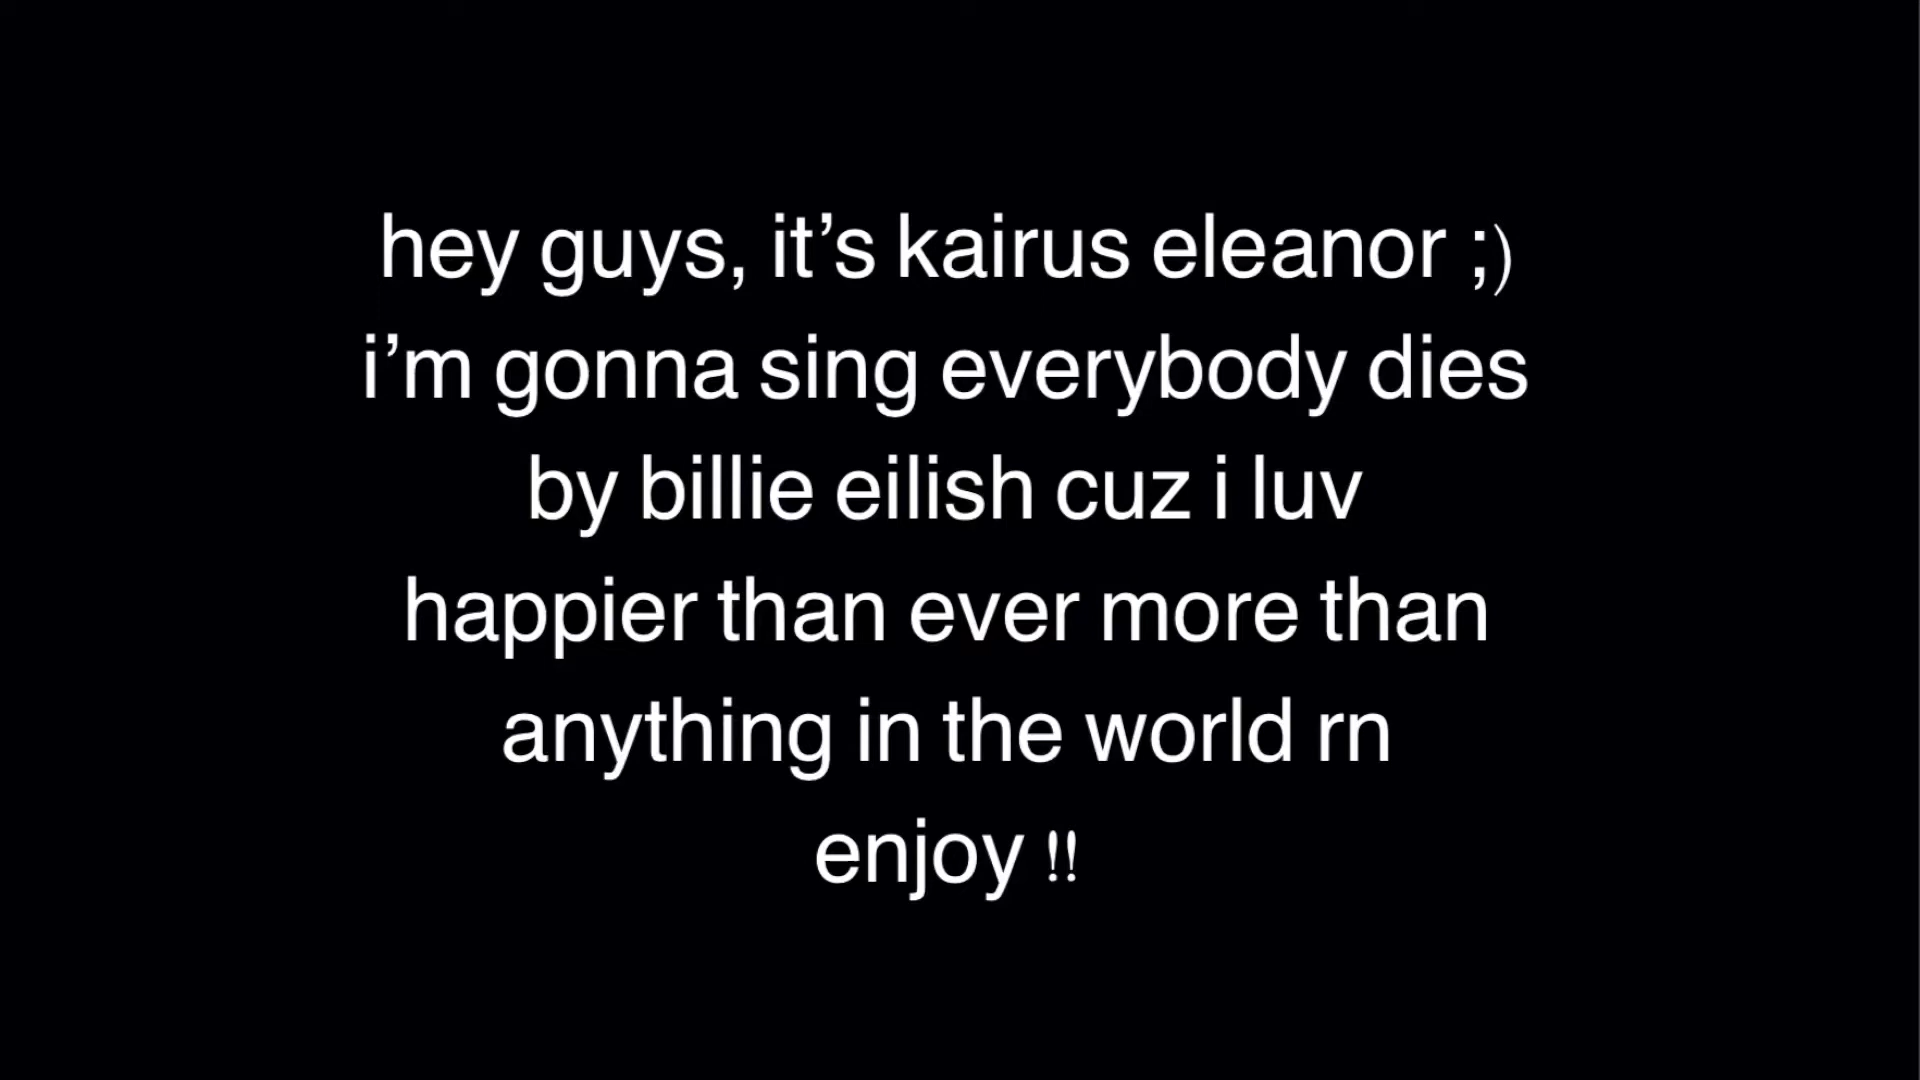 hey guys, it’s kairus eleanor ;)
i’m gonna sing everybody dies
by billie eilish cuz i luv
happier than ever more than
anything in the world rn
enjoy !!